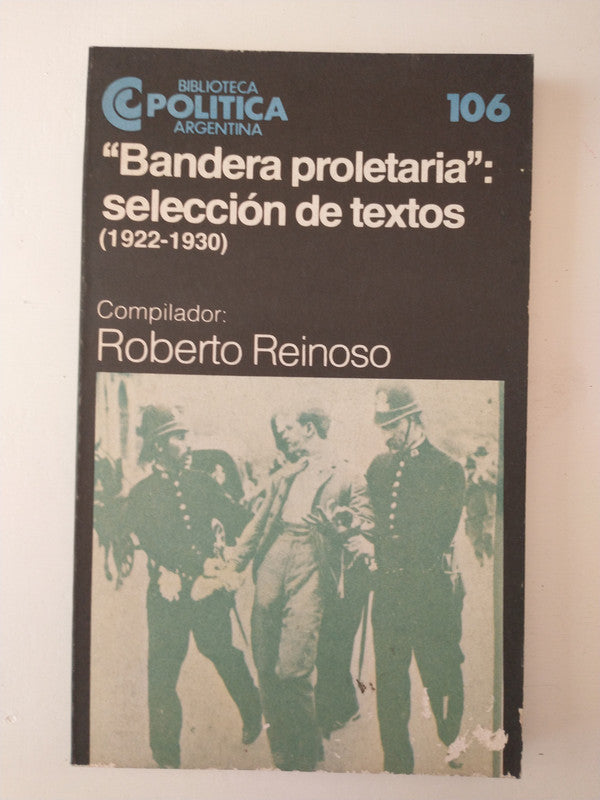 BIBLIOTECA
POLITICA
ARGENTINA
106
“Bandera proletaria”:
selección de textos
(1922-1930)
Compilador:
Roberto Reinoso